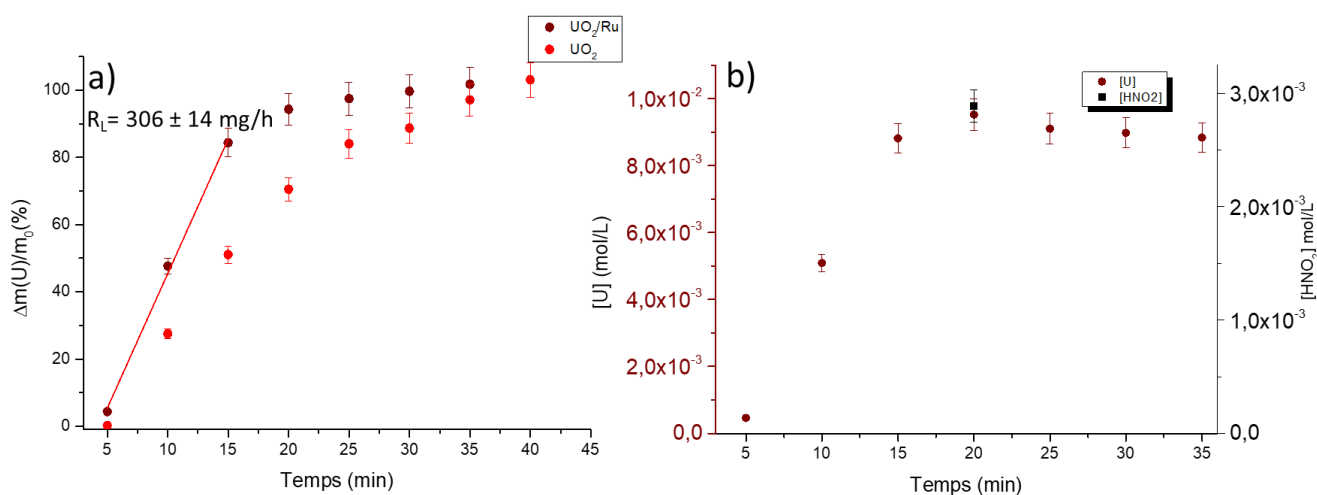 UO₂/Ru
UO₂
a)
R_L= 306 ± 14 mg/h
100
80
60
40
20
0
Δm(U)/m₀(%)
5 10 15 20 25 30 35 40 45
Temps (min)
b)
[U]
[HNO2]
1,0x10⁻²
8,0x10⁻³
6,0x10⁻³
4,0x10⁻³
2,0x10⁻³
0,0
[U] (mol/L)
3,0x10⁻³
2,0x10⁻³
1,0x10⁻³
0,0
[HNO₂] mol/L
5 10 15 20 25 30 35
Temps (min)